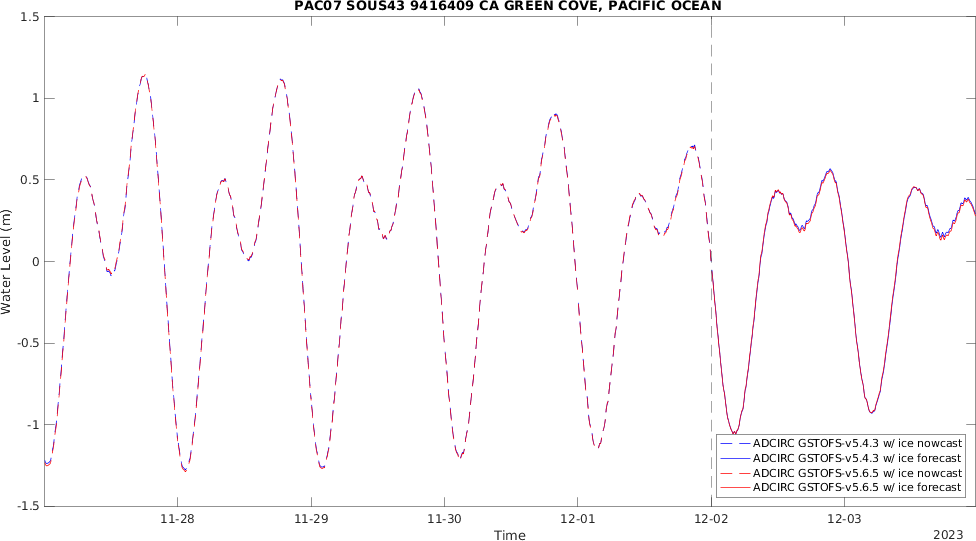 PAC07 SOUS43 9416409 CA GREEN COVE, PACIFIC OCEAN
1.5
1
0.5
0
-0.5
-1
-1.5
Water Level (m)
11-28 11-29 11-30 12-01 12-02 12-03
Time
2023
ADCIRC GSTOFS-v5.4.3 w/ ice nowcast
ADCIRC GSTOFS-v5.4.3 w/ ice forecast
ADCIRC GSTOFS-v5.6.5 w/ ice nowcast
ADCIRC GSTOFS-v5.6.5 w/ ice forecast